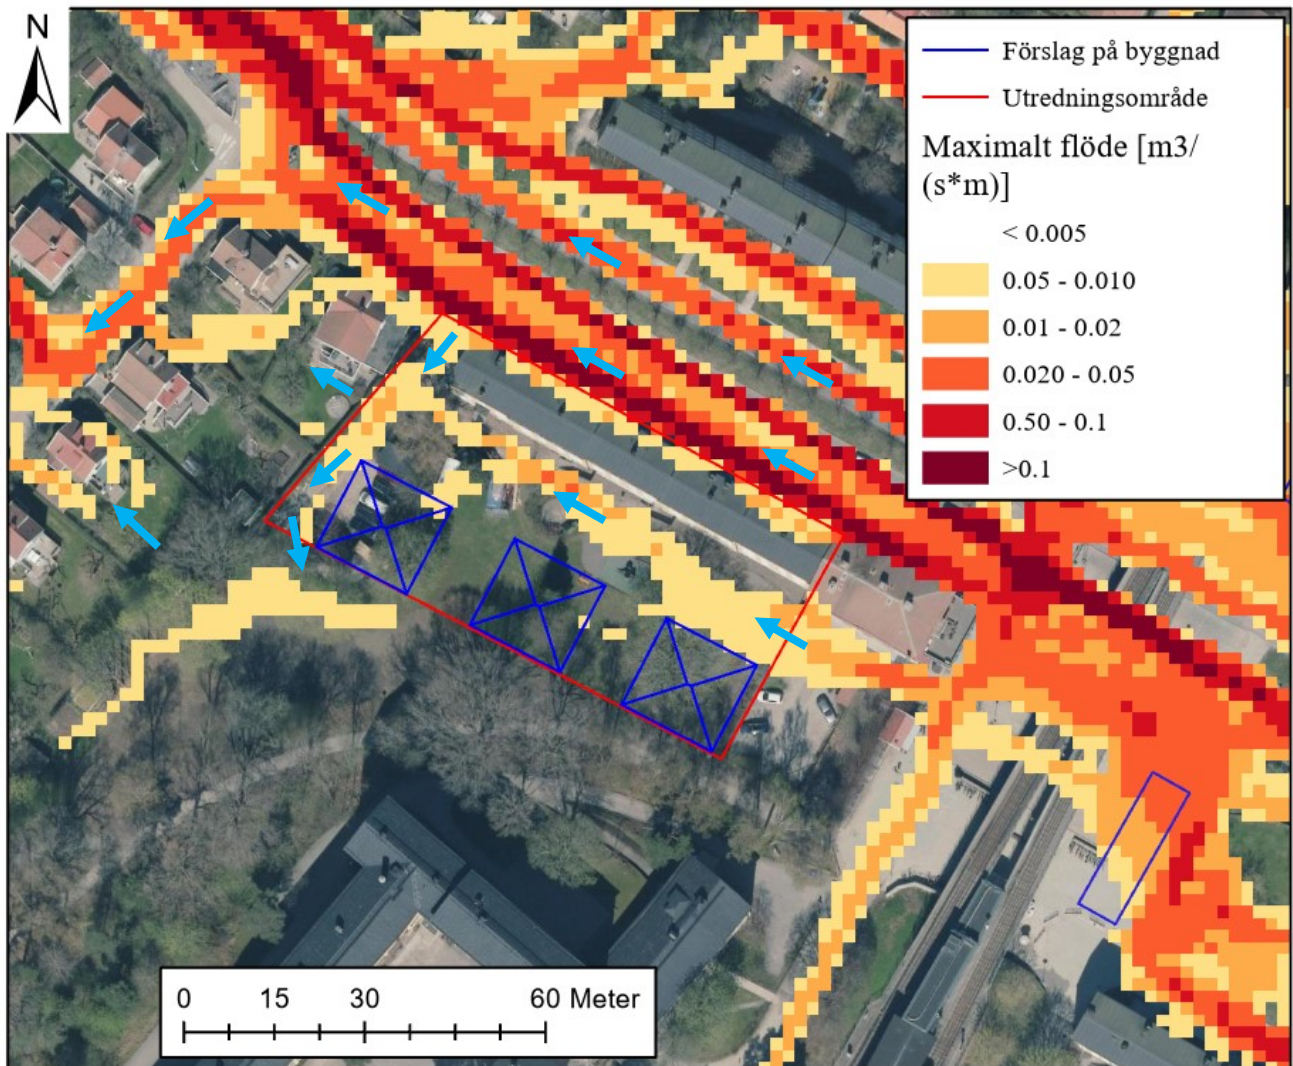 N
Förslag på byggnad
Utredningsområde
Maximalt flöde [m3/
(s*m)]
< 0.005
0.05 - 0.010
0.01 - 0.02
0.020 - 0.05
0.50 - 0.1
>0.1
0 15 30 60 Meter